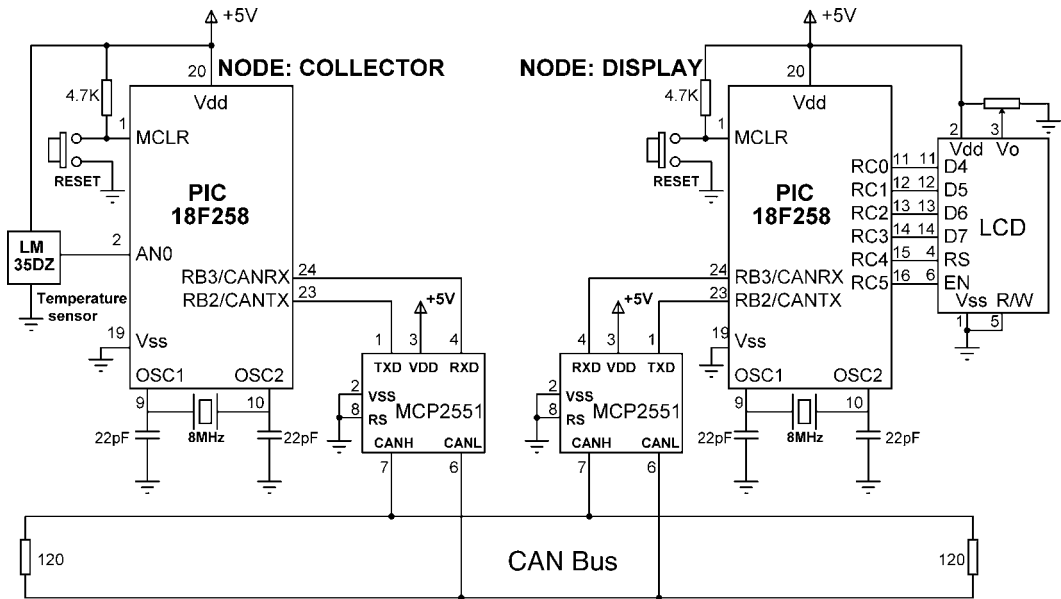 +5V
+5V
20
NODE: COLLECTOR
NODE: DISPLAY
20
4.7K
Vdd
4.7K
Vdd
1
MCLR
1
MCLR
2
3
Vdd
Vo
RESET
RESET
PIC
18F258
PIC
18F258
RC0
11
11
D4
RC1
12
12
D5
RC2
13
13
D6
RC3
14
14
D7
RC4
15
4
RS
RC5
16
6
EN
LCD
LM
35DZ
2
AN0
Temperature
sensor
RB3/CANRX
24
RB2/CANTX
23
24
RB3/CANRX
23
RB2/CANTX
Vss
R/W
1
5
+5V
+5V
19
Vss
19
Vss
1
3
4
4
3
1
TXD
VDD
RXD
RXD
VDD
TXD
OSC1
OSC2
OSC1
OSC2
2
VSS
8
RS
MCP2551
2
VSS
8
RS
MCP2551
9
10
9
10
22pF
8MHz
22pF
22pF
8MHz
22pF
CANH
CANL
CANH
CANL
7
6
7
6
120
CAN Bus
120